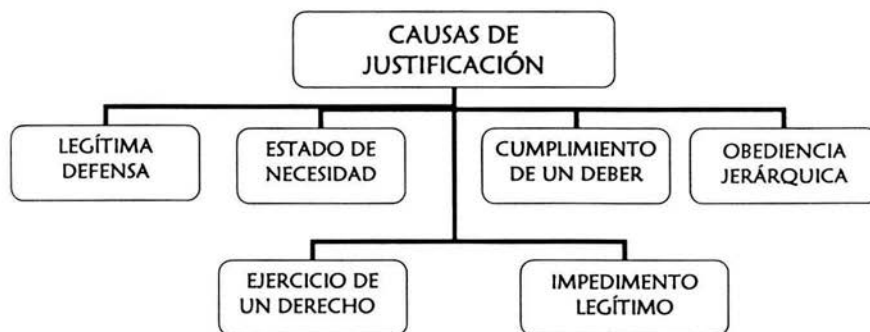 CAUSAS DE
JUSTIFICACIÓN
LEGÍTIMA
DEFENSA
ESTADO DE
NECESIDAD
CUMPLIMIENTO
DE UN DEBER
OBEDIENCIA
JERÁRQUICA
EJERCICIO DE
UN DERECHO
IMPEDIMENTO
LEGÍTIMO